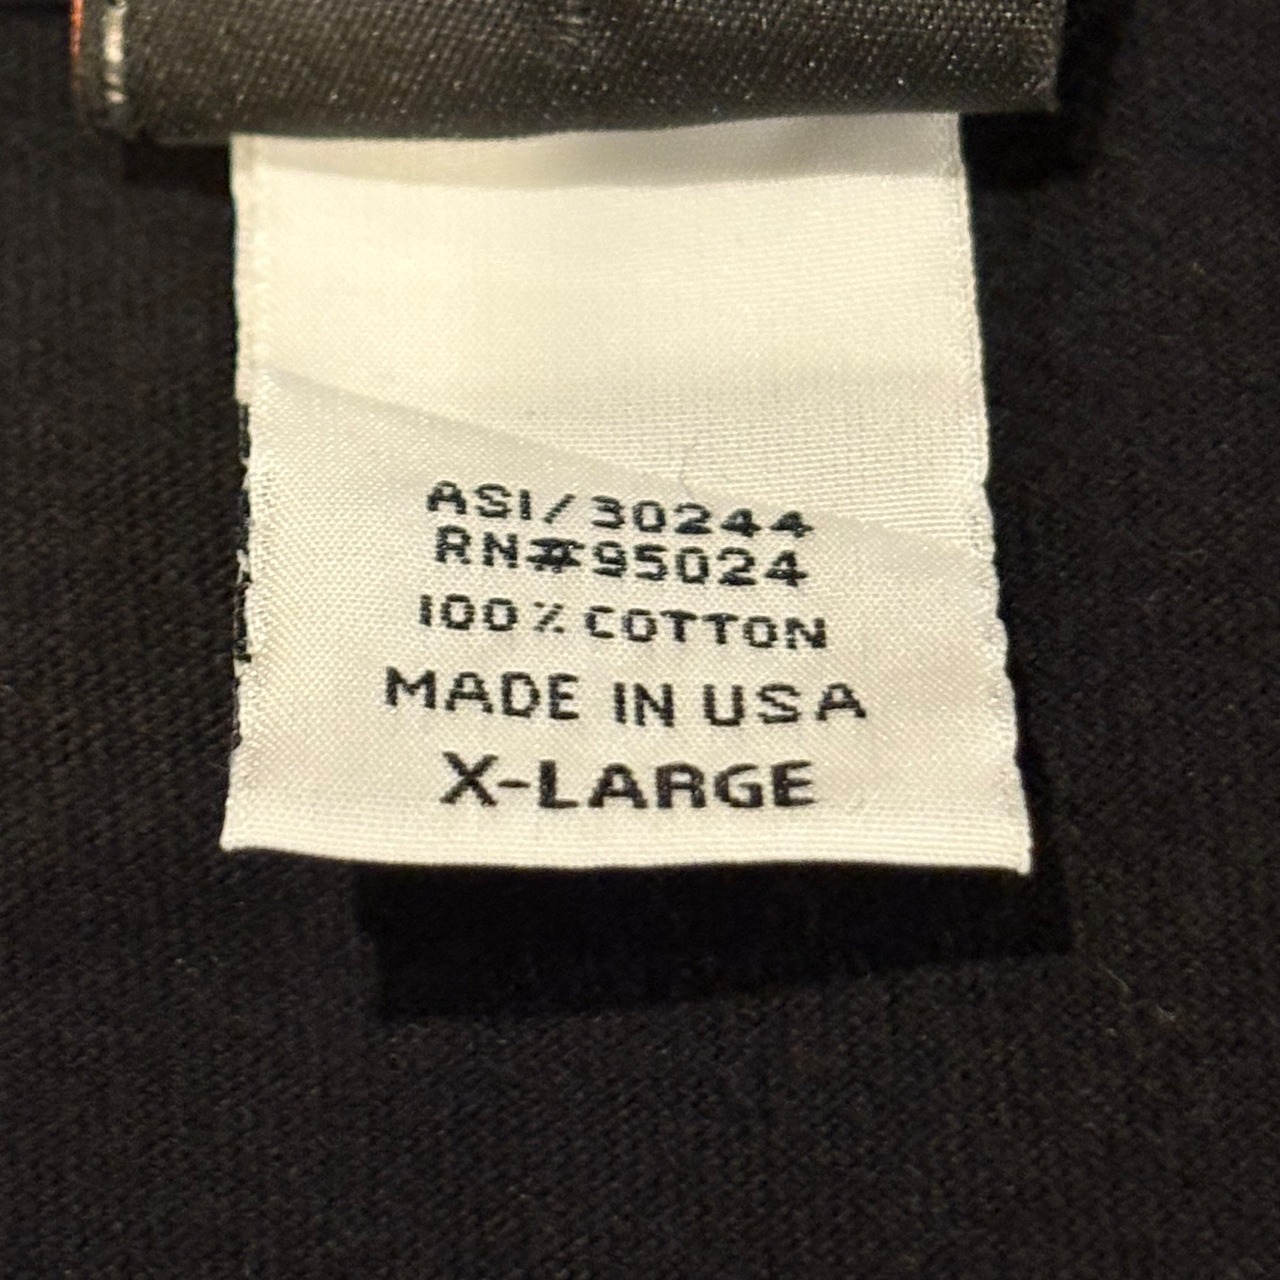 ASI/30244
RN#95024
100% COTTON
MADE IN USA
X-LARGE